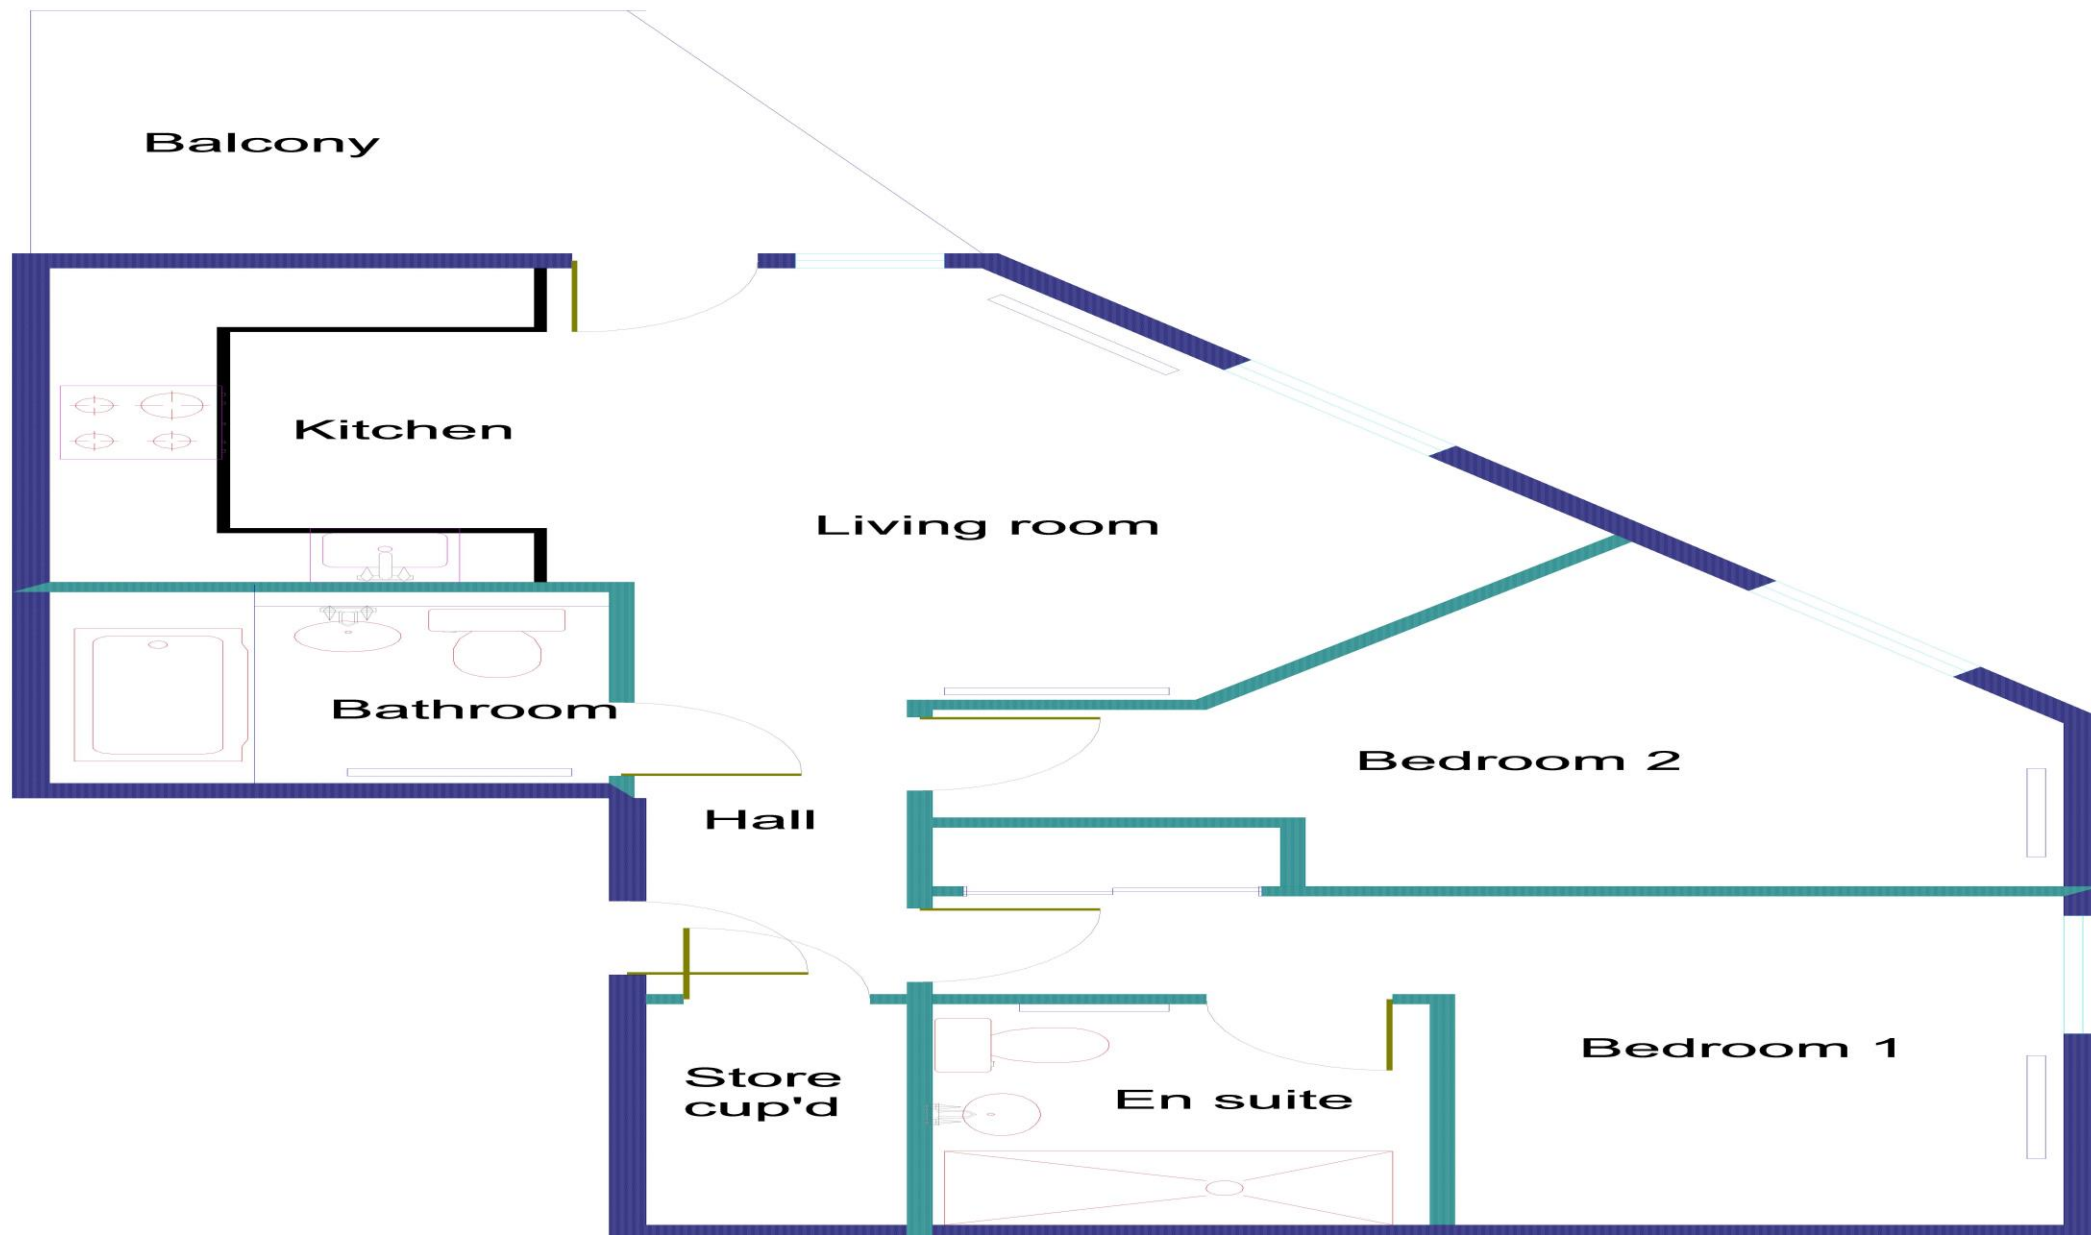 Balcony
Kitchen
Living room
Bathroom
Bedroom 2
Hall
Bedroom 1
Store
cup'd
En suite